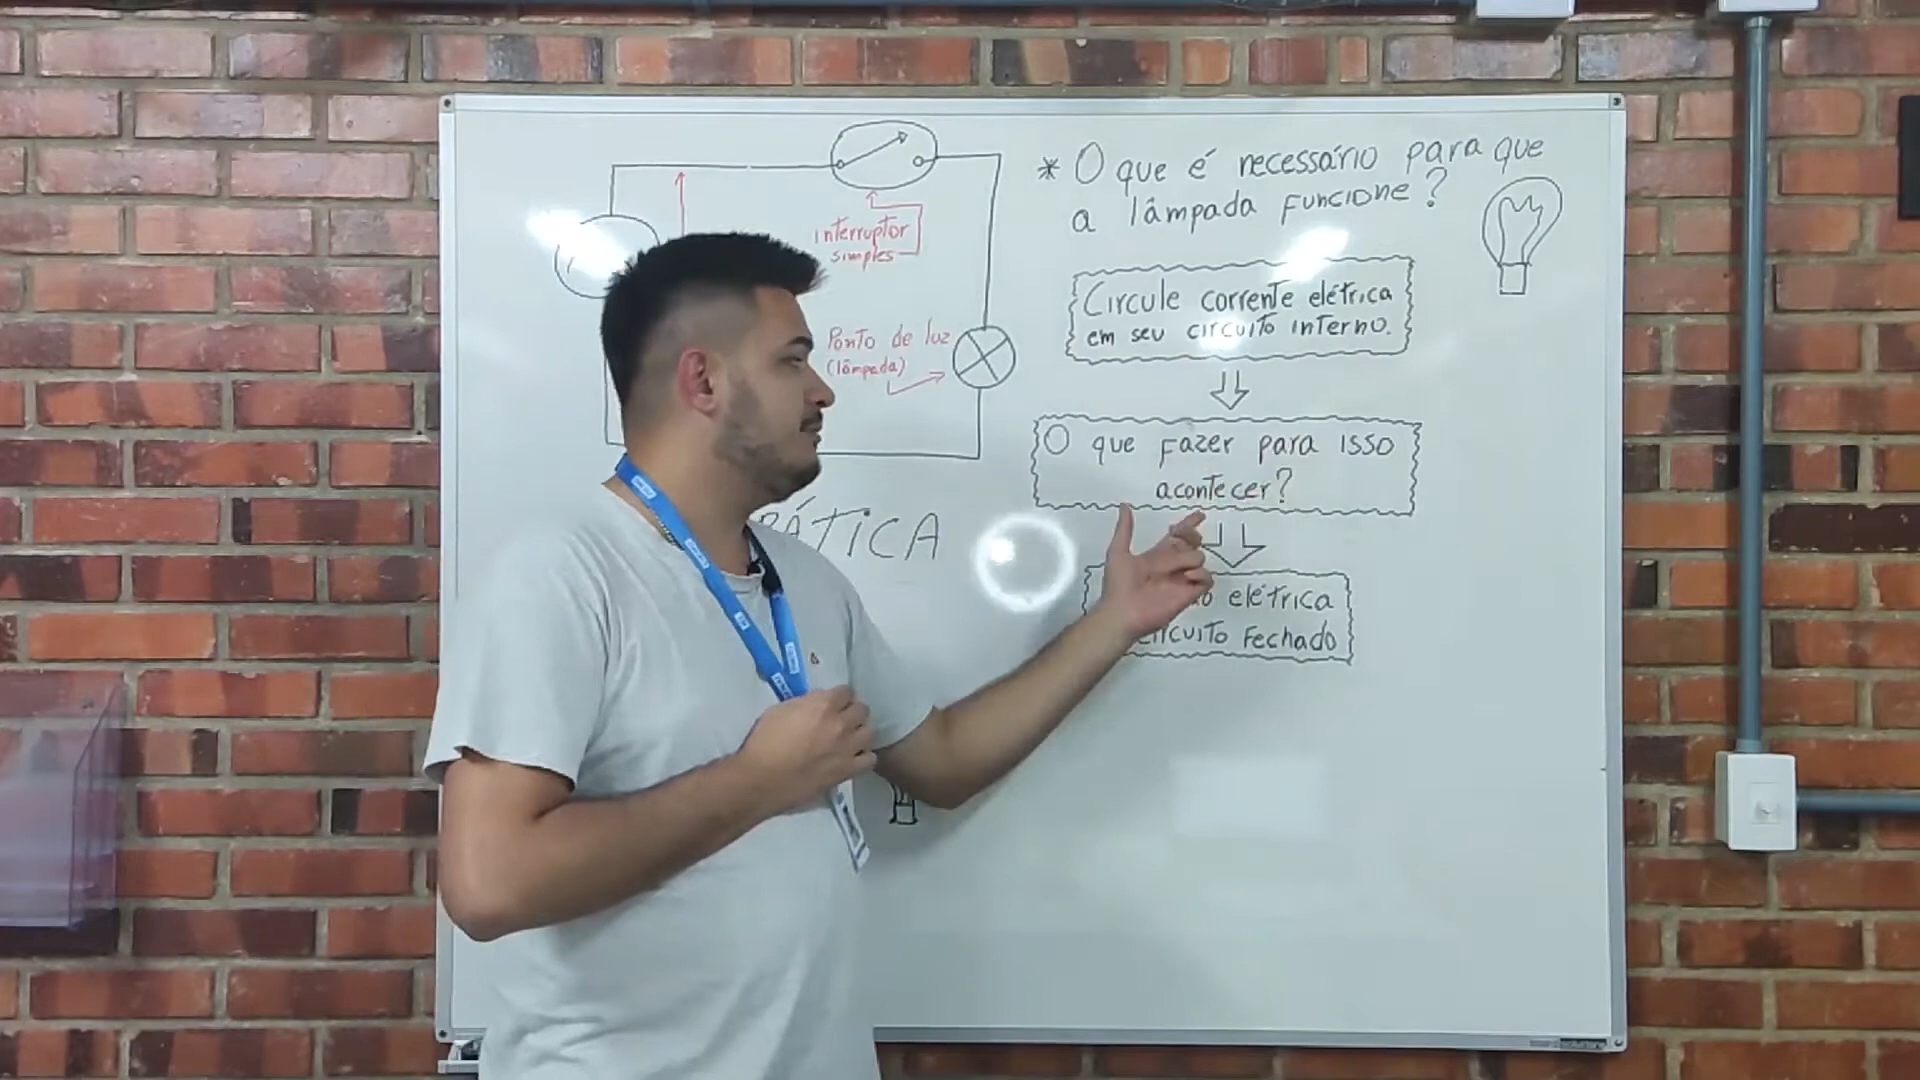 interruptor
simples
Ponto de luz
(lâmpada)
* O que é necessário para que
a lâmpada funcione?
Circule corrente elétrica
em seu circuito interno.
O que fazer para isso
acontecer?
elétrica
circuito fechado